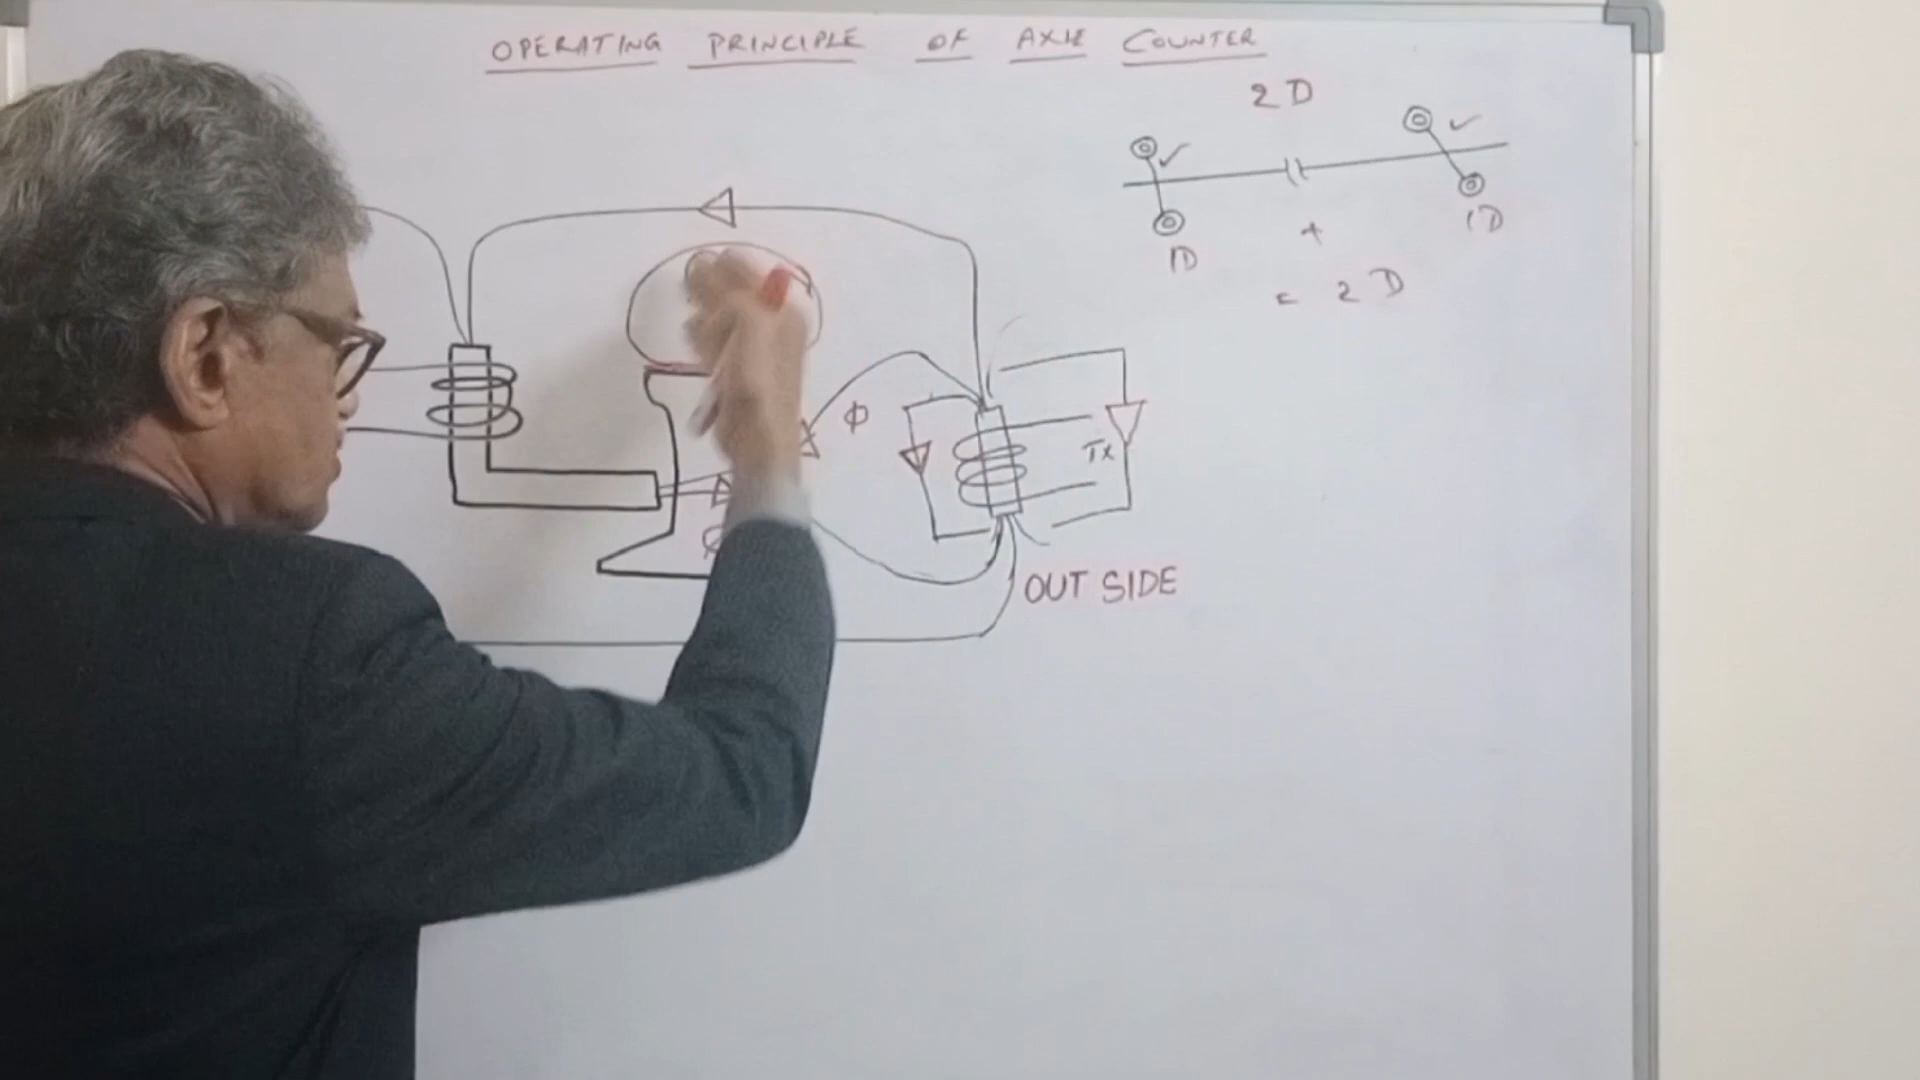 OPERATING PRINCIPLE OF AXLE COUNTER
2D
1D
1D
+
= 2D
Φ
Tx
OUT SIDE